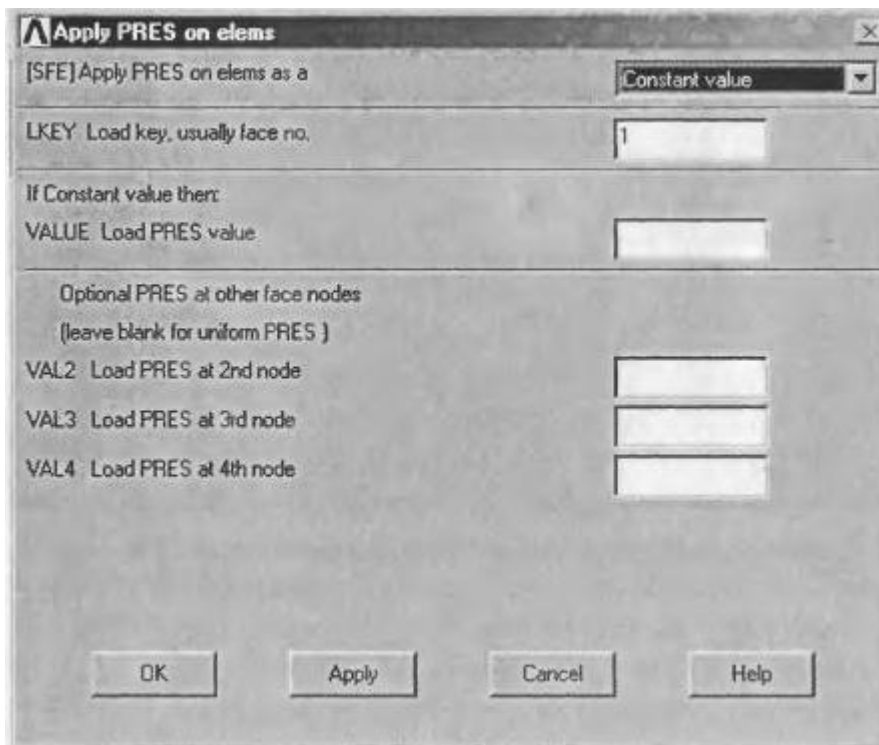 Apply PRES on elems
[SFE] Apply PRES on elems as a
Constant value
LKEY Load key, usually face no.
1
If Constant value then:
VALUE Load PRES value
Optional PRES at other face nodes
(leave blank for uniform PRES )
VAL2 Load PRES at 2nd node
VAL3 Load PRES at 3rd node
VAL4 Load PRES at 4th node
OK
Apply
Cancel
Help